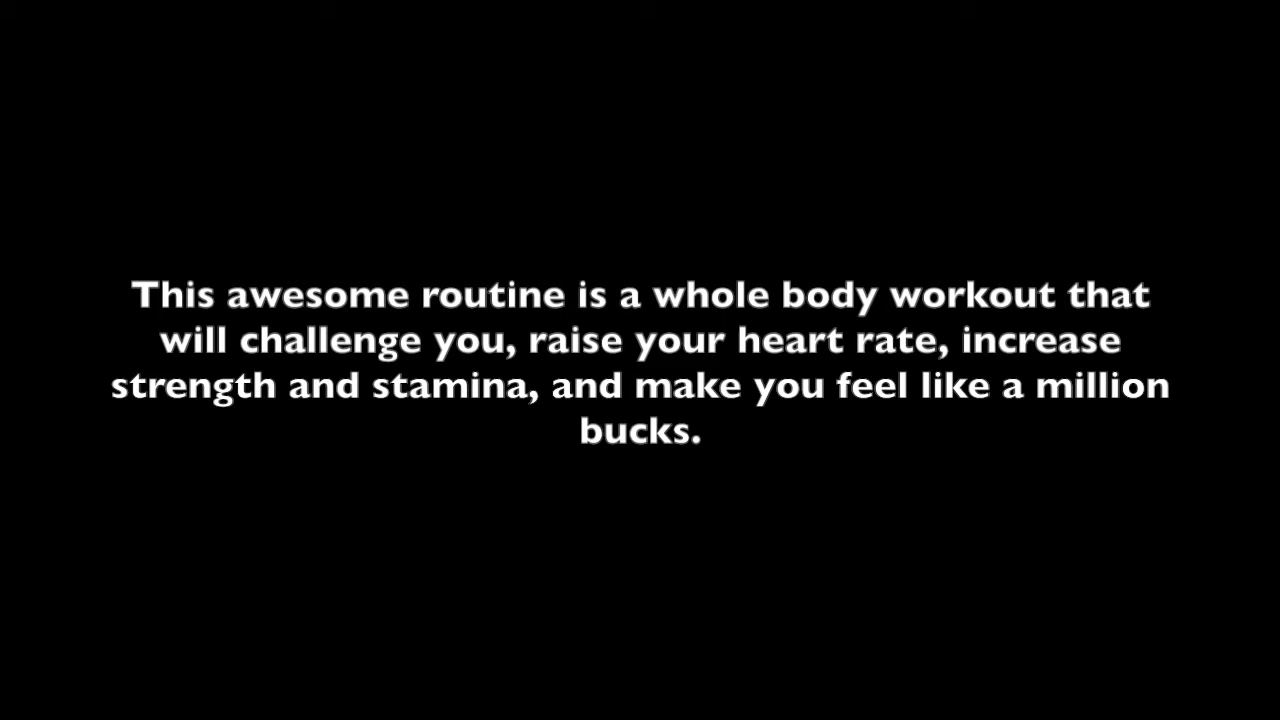 This awesome routine is a whole body workout that
will challenge you, raise your heart rate, increase
strength and stamina, and make you feel like a million
bucks.